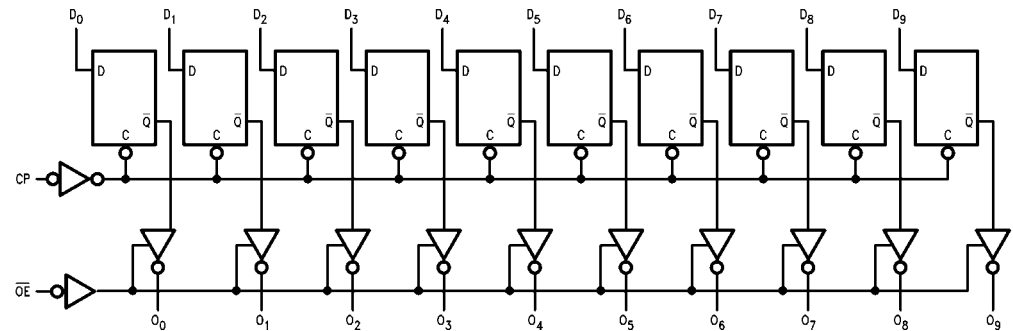 D₀ D₁ D₂ D₃ D₄ D₅ D₆ D₇ D₈ D₉
D D D D D D D D D D
Q̅ Q̅ Q̅ Q̅ Q̅ Q̅ Q̅ Q̅ Q̅ Q̅
C C C C C C C C C C
CP
O̅E̅
O₀ O₁ O₂ O₃ O₄ O₅ O₆ O₇ O₈ O₉